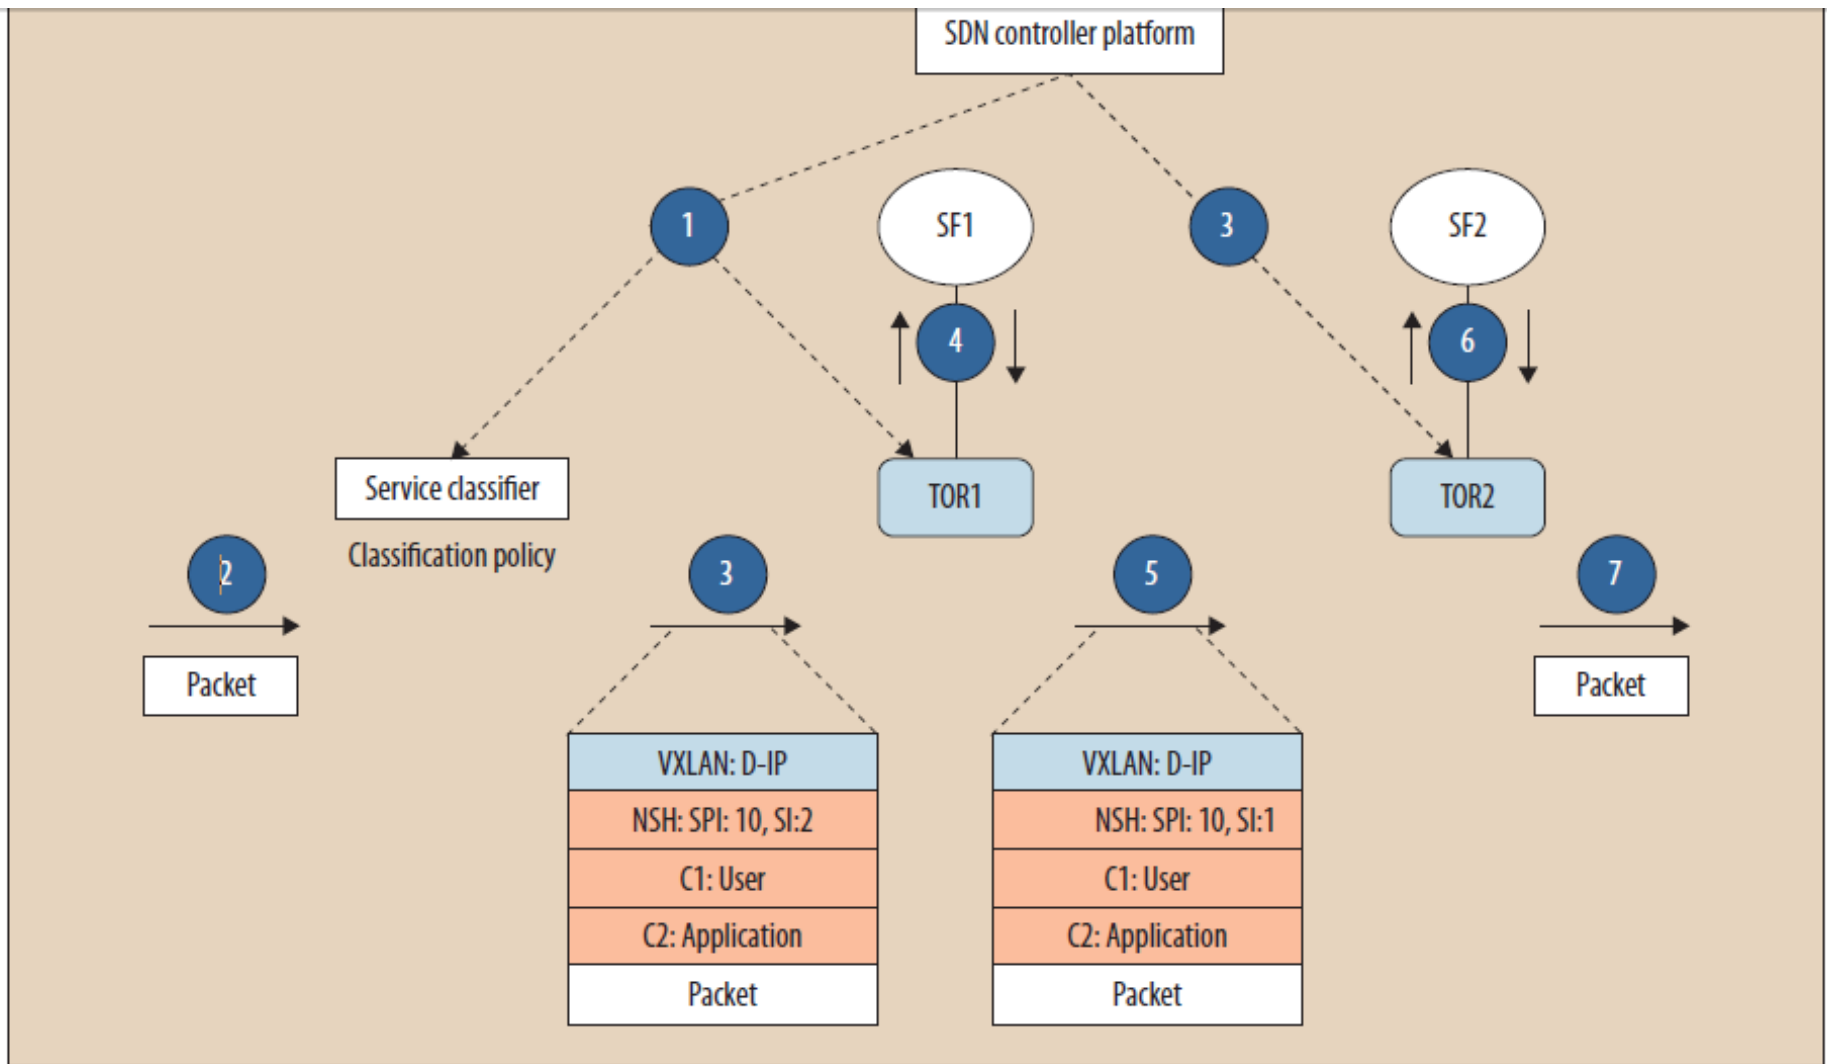 SDN controller platform
1
SF1
3
SF2
4
6
Service classifier
TOR1
TOR2
Classification policy
2
3
5
7
Packet
Packet
VXLAN: D-IP
VXLAN: D-IP
NSH: SPI: 10, SI:2
NSH: SPI: 10, SI:1
C1: User
C1: User
C2: Application
C2: Application
Packet
Packet